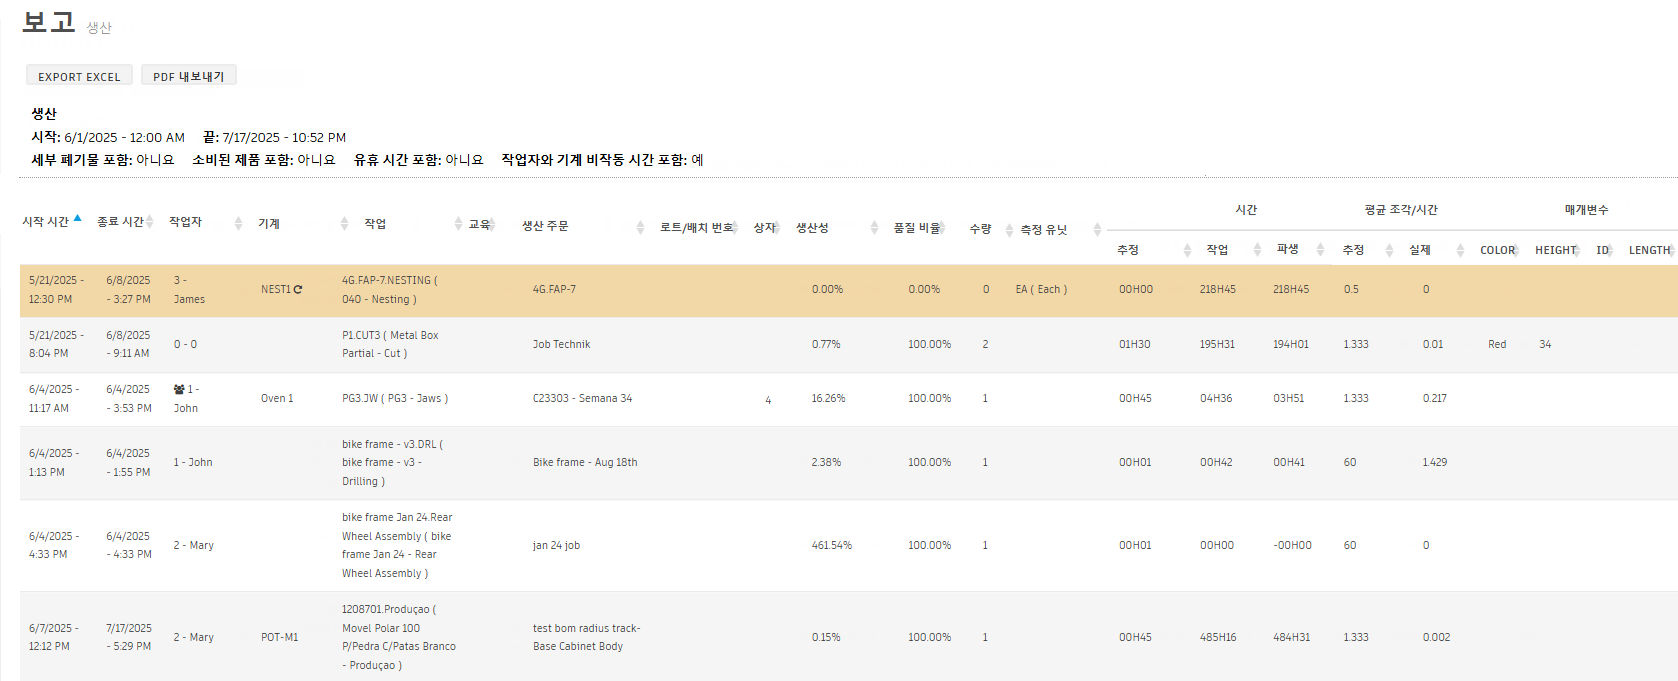 보고 생산
EXPORT EXCEL PDF 내보내기
생산
시작: 6/1/2025 - 12:00 AM 끝: 7/17/2025 - 10:52 PM
세부 폐기물 포함: 아니요 소비된 제품 포함: 아니요 유휴 시간 포함: 아니요 작업자와 기계 비작동 시간 포함: 예
시작 시간 종료 시간 작업자 기계 작업 교육 생산 주문 로트/배치 번호 상자 생산성 품질 비율 수량 측정 유닛 시간 평균 조각/시간 매개변수
추정 작업 파생 추정 실제 COLOR HEIGHT ID LENGTH
5/21/2025 - 6/8/2025 3 - 4G.FAP-7.NESTING (
NEST1 4G.FAP-7 0.00% 0.00% 0 EA ( Each ) 00H00 218H45 218H45 0.5 0
12:30 PM - 3:27 PM James 040 - Nesting )
5/21/2025 - 6/8/2025 P1.CUT3 ( Metal Box
0 - 0 Job Technik 0.77% 100.00% 2 01H30 195H31 194H01 1.333 0.01 Red 34
8:04 PM - 9:11 AM Partial - Cut )
6/4/2025 - 6/4/2025 1 -
Oven 1 PG3.JW ( PG3 - Jaws ) C23303 - Semana 34 4 16.26% 100.00% 1 00H45 04H36 03H51 1.333 0.217
11:17 AM - 3:53 PM John
bike frame - v3.DRL (
6/4/2025 - 6/4/2025
1 - John bike frame - v3 - Bike frame - Aug 18th 2.38% 100.00% 1 00H01 00H42 00H41 60 1.429
1:13 PM - 1:55 PM
Drilling )
bike frame Jan 24.Rear
6/4/2025 - 6/4/2025 Wheel Assembly ( bike
2 - Mary jan 24 job 461.54% 100.00% 1 00H01 00H00 -00H00 60 0
4:33 PM - 4:33 PM frame Jan 24 - Rear
Wheel Assembly )
1208701.Produçao (
6/7/2025 - 7/17/2025 Movel Polar 100 test bom radius track-
2 - Mary POT-M1 0.15% 100.00% 1 00H45 485H16 484H31 1.333 0.002
12:12 PM - 5:29 PM P/Pedra C/Patas Branco Base Cabinet Body
- Produçao )